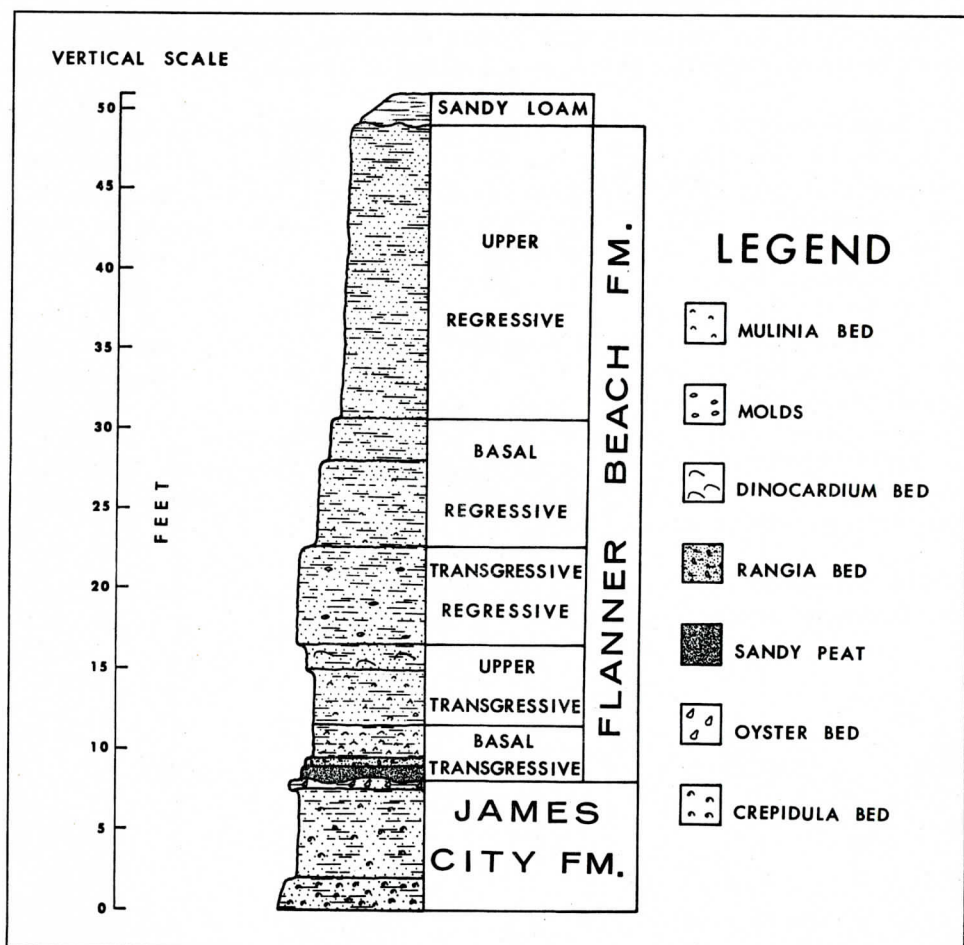 VERTICAL SCALE
50
45
40
35
30
25
20
15
10
5
0
FEET
SANDY LOAM
UPPER
REGRESSIVE
BASAL
REGRESSIVE
TRANSGRESSIVE
REGRESSIVE
UPPER
TRANSGRESSIVE
BASAL
TRANSGRESSIVE
FLANNER BEACH FM.
JAMES
CITY FM.
LEGEND
MULINIA BED
MOLDS
DINOCARDIUM BED
RANGIA BED
SANDY PEAT
OYSTER BED
CREPIDULA BED